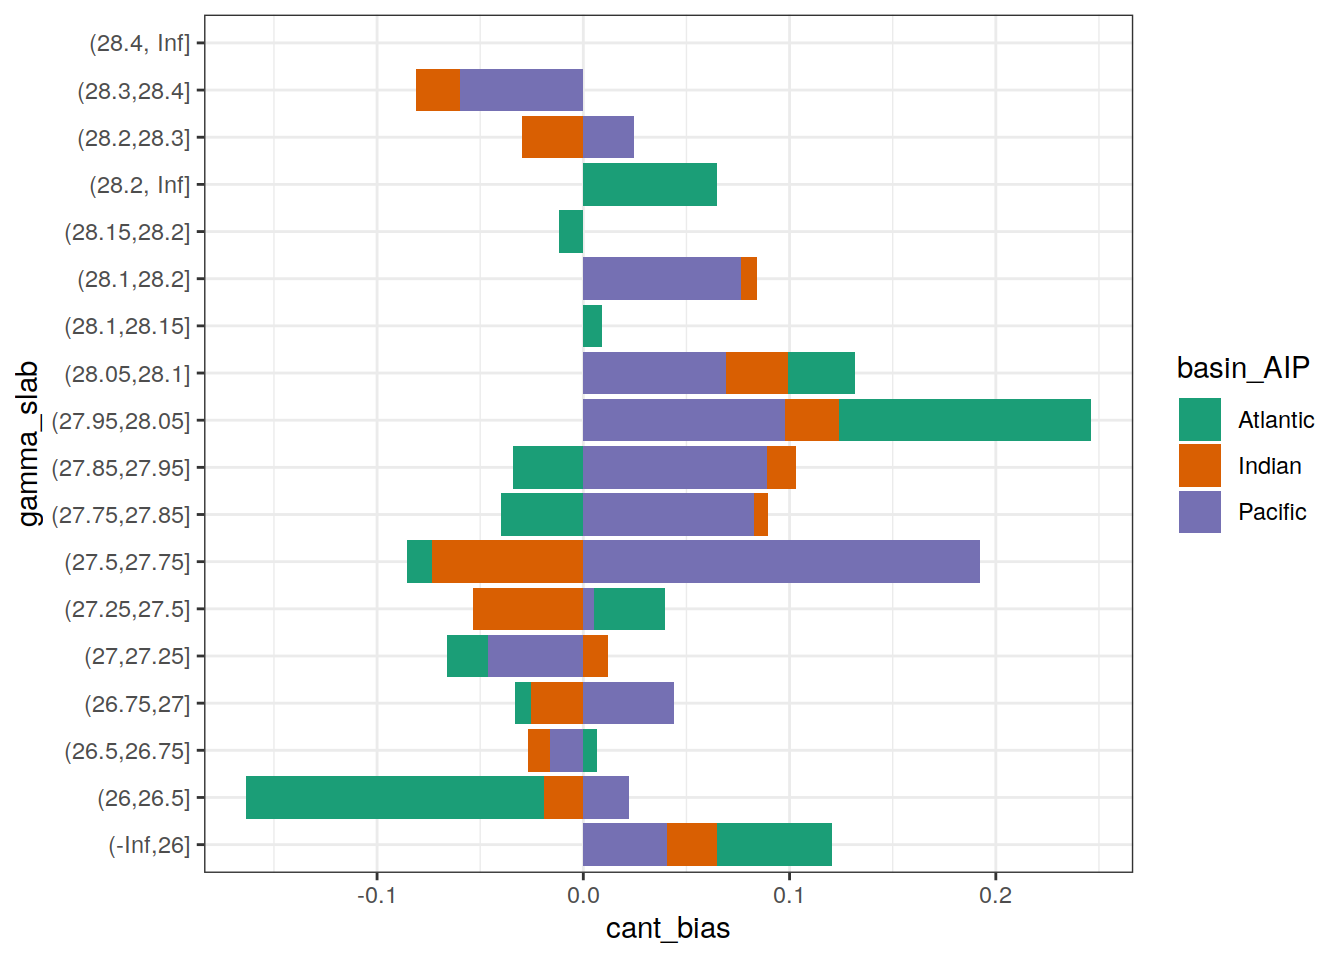 (28.4, Inf]
(28.3,28.4]
(28.2,28.3]
(28.2, Inf]
(28.15,28.2]
(28.1,28.2]
(28.1,28.15]
(28.05,28.1]
(27.95,28.05]
(27.85,27.95]
(27.75,27.85]
(27.5,27.75]
(27.25,27.5]
(27,27.25]
(26.75,27]
(26.5,26.75]
(26,26.5]
(-Inf,26]
gamma_slab
-0.1
0.0
0.1
0.2
cant_bias
basin_AIP
Atlantic
Indian
Pacific